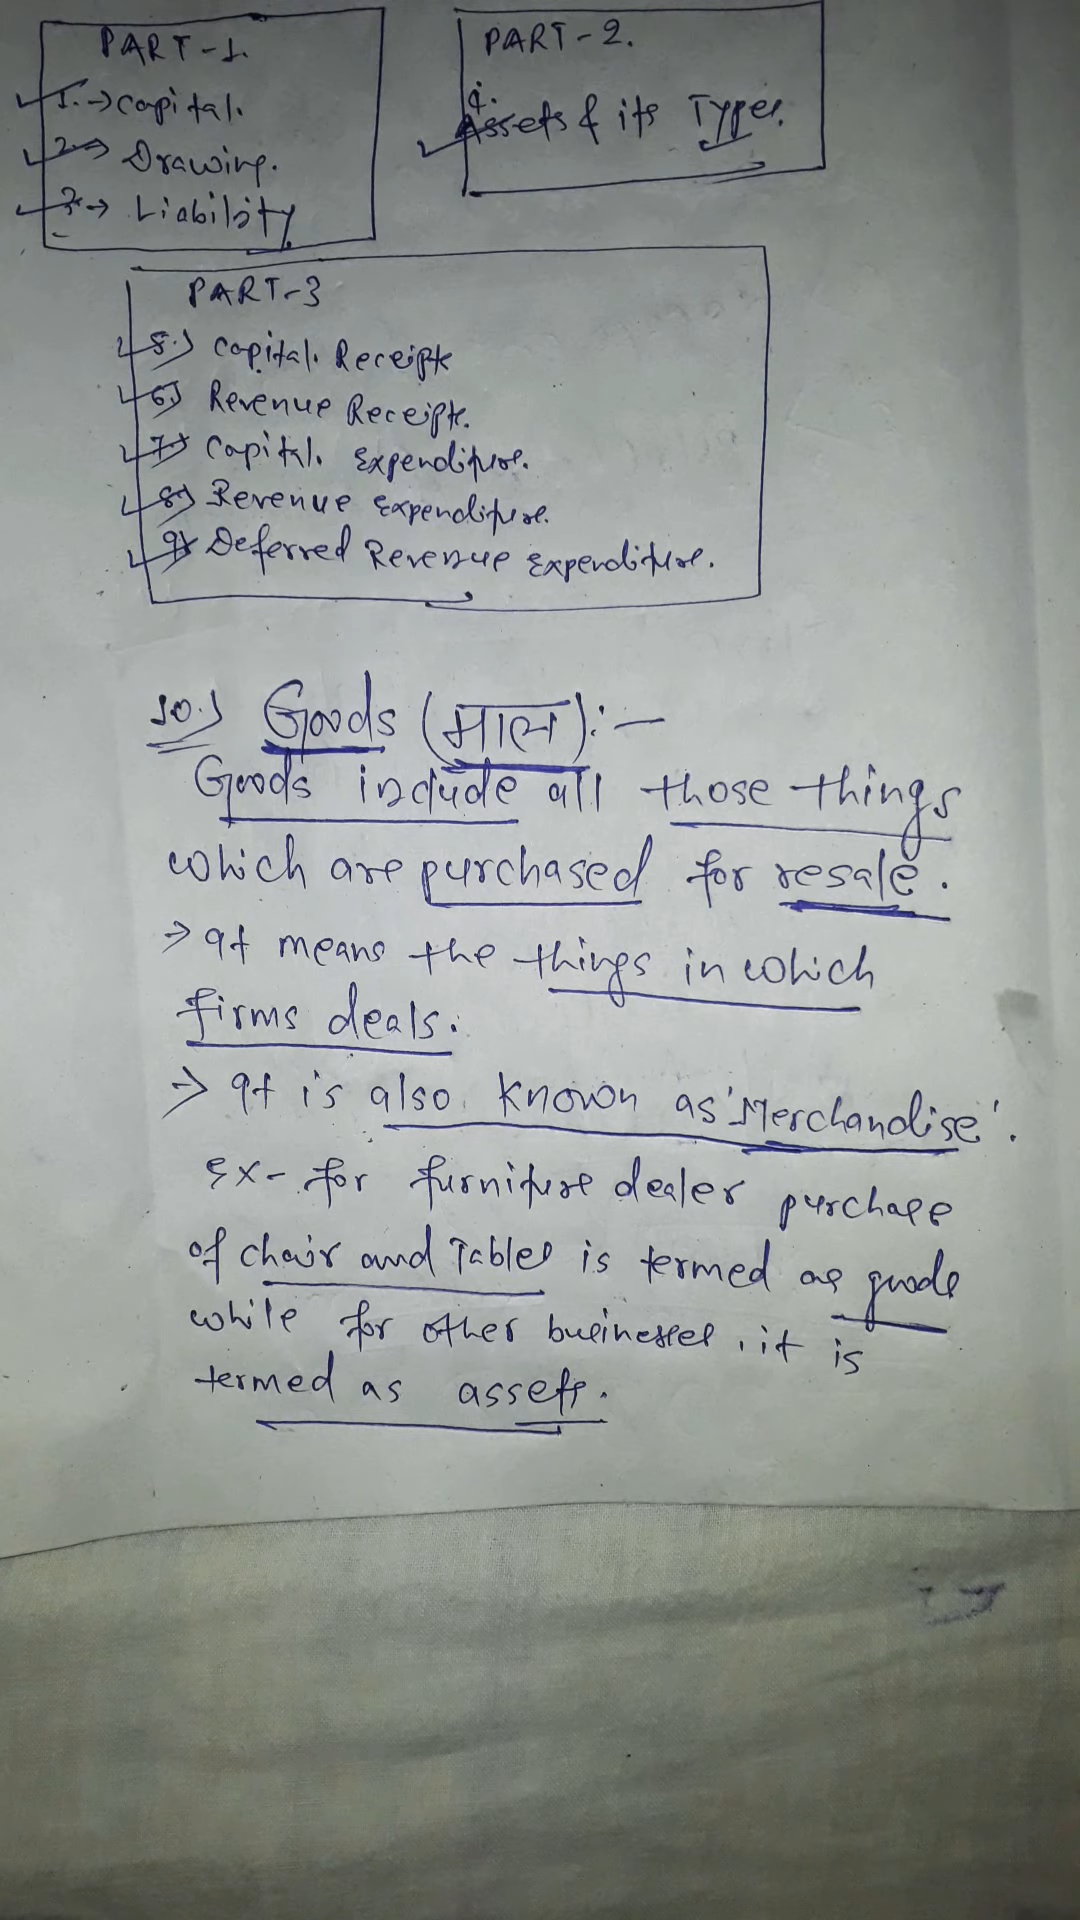 PART-1.
1.→ Capital.
2.→ Drawing.
3.→ Liability
PART-2.
4.
Assets & its Types.
PART-3
5.) Capital Receipts
6.) Revenue Receipts.
7.) Capital. Expenditure.
8.) Revenue Expenditure.
9.) Deferred Revenue Expenditure.
10.) Goods (माल):-
Goods include all those things
which are purchased for resale.
→ It means the things in which
firms deals.
→ It is also known as 'Merchandise'.
Ex- for furniture dealer purchase
of chair and Tables is termed as goods
while for other businesses, it is
termed as assets.